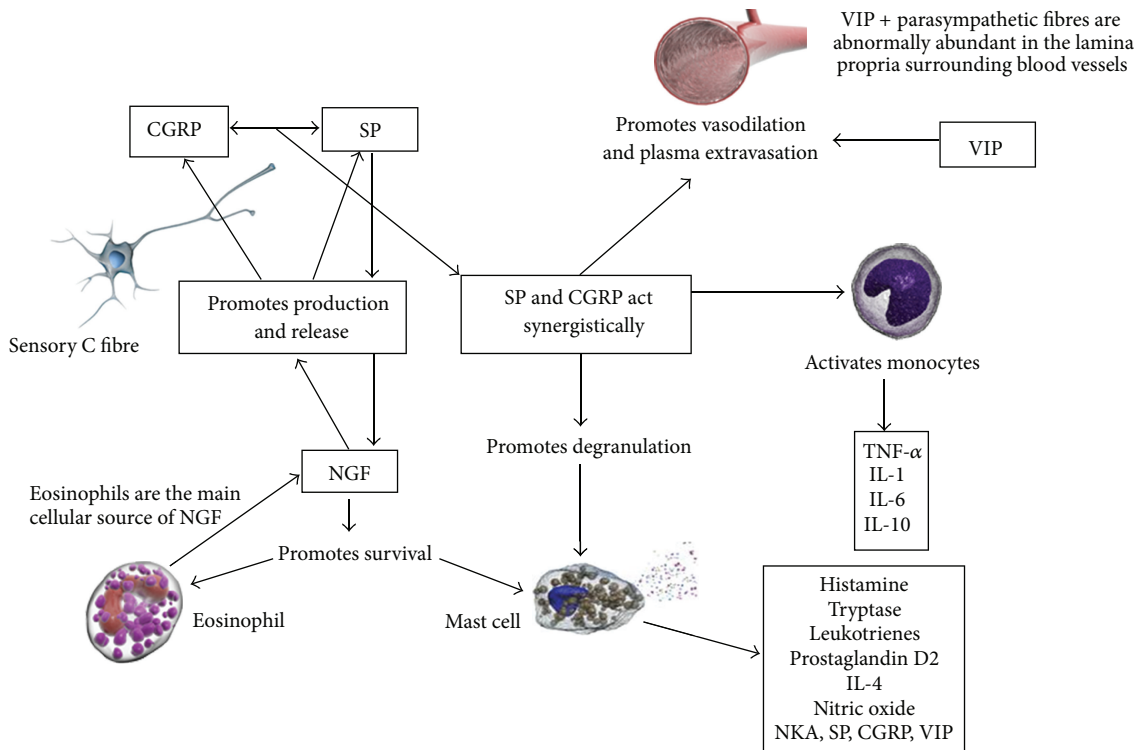 VIP + parasympathetic fibres are
abnormally abundant in the lamina
propria surrounding blood vessels
CGRP
SP
Promotes vasodilation
and plasma extravasation
VIP
Sensory C fibre
Promotes production
and release
SP and CGRP act
synergistically
Activates monocytes
Promotes degranulation
TNF-α
IL-1
IL-6
IL-10
NGF
Eosinophils are the main
cellular source of NGF
Promotes survival
Eosinophil
Mast cell
Histamine
Tryptase
Leukotrienes
Prostaglandin D2
IL-4
Nitric oxide
NKA, SP, CGRP, VIP